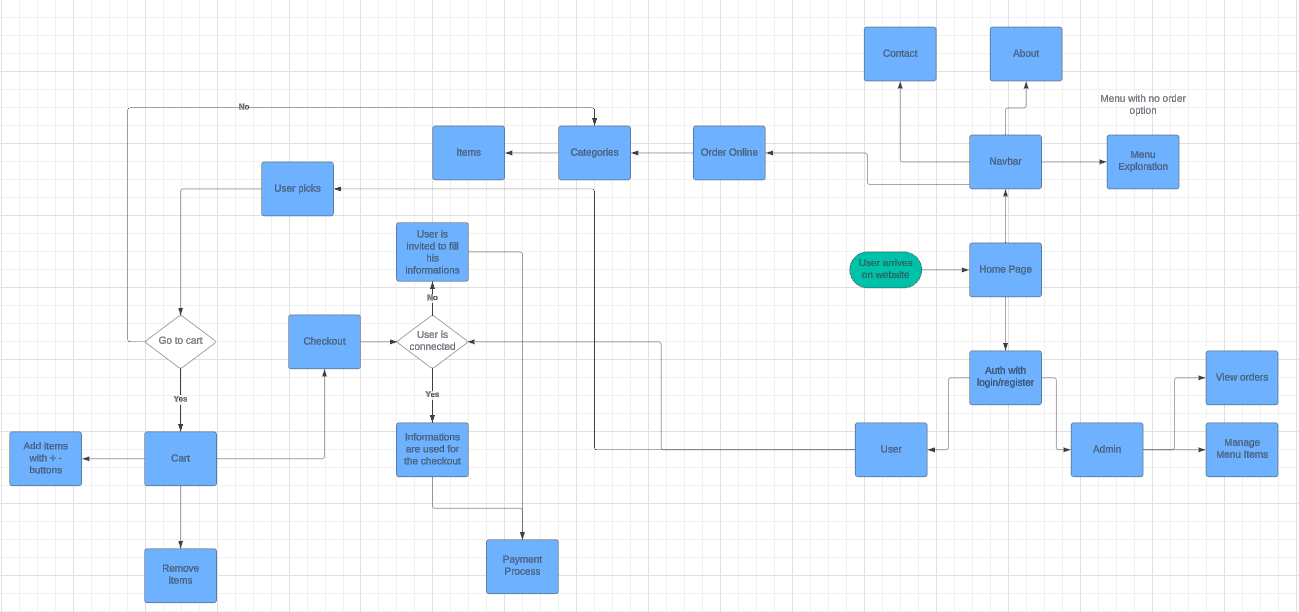 Contact
About
Menu with no order
option
No
Items
Categories
Order Online
Navbar
Menu
Exploration
User picks
User is
invited to fill
his
informations
User arrives
on website
Home Page
No
Go to cart
Checkout
User is
connected
Auth with
login/register
View orders
Yes
Yes
Add items
with + -
buttons
Cart
Informations
are used for
the checkout
User
Admin
Manage
Menu Items
Remove
items
Payment
Process